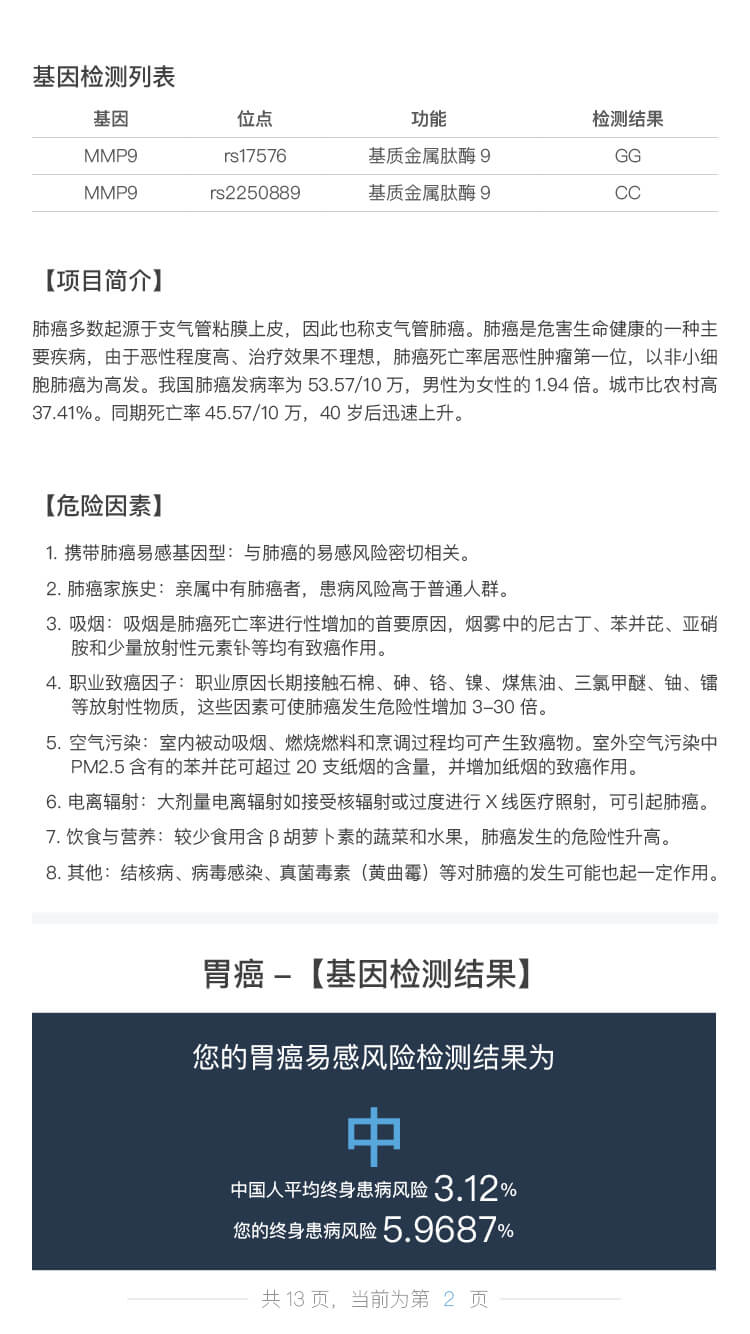 基因检测列表
基因 位点 功能 检测结果
MMP9 rs17576 基质金属肽酶 9 GG
MMP9 rs2250889 基质金属肽酶 9 CC
【项目简介】
肺癌多数起源于支气管粘膜上皮，因此也称支气管肺癌。肺癌是危害生命健康的一种主
要疾病，由于恶性程度高、治疗效果不理想，肺癌死亡率居恶性肿瘤第一位，以非小细
胞肺癌为高发。我国肺癌发病率为 53.57/10 万，男性为女性的 1.94 倍。城市比农村高
37.41%。同期死亡率 45.57/10 万，40 岁后迅速上升。
【危险因素】
1. 携带肺癌易感基因型：与肺癌的易感风险密切相关。
2. 肺癌家族史：亲属中有肺癌者，患病风险高于普通人群。
3. 吸烟：吸烟是肺癌死亡率进行性增加的首要原因，烟雾中的尼古丁、苯并芘、亚硝
胺和少量放射性元素钋等均有致癌作用。
4. 职业致癌因子：职业原因长期接触石棉、砷、铬、镍、煤焦油、三氯甲醚、铀、镭
等放射性物质，这些因素可使肺癌发生危险性增加 3–30 倍。
5. 空气污染：室内被动吸烟、燃烧燃料和烹调过程均可产生致癌物。室外空气污染中
PM2.5 含有的苯并芘可超过 20 支纸烟的含量，并增加纸烟的致癌作用。
6. 电离辐射：大剂量电离辐射如接受核辐射或过度进行 X 线医疗照射，可引起肺癌。
7. 饮食与营养：较少食用含 β 胡萝卜素的蔬菜和水果，肺癌发生的危险性升高。
8. 其他：结核病、病毒感染、真菌毒素（黄曲霉）等对肺癌的发生可能也起一定作用。
胃癌 –【基因检测结果】
您的胃癌易感风险检测结果为
中
中国人平均终身患病风险 3.12%
您的终身患病风险 5.9687%
共 13 页，当前为第 2 页